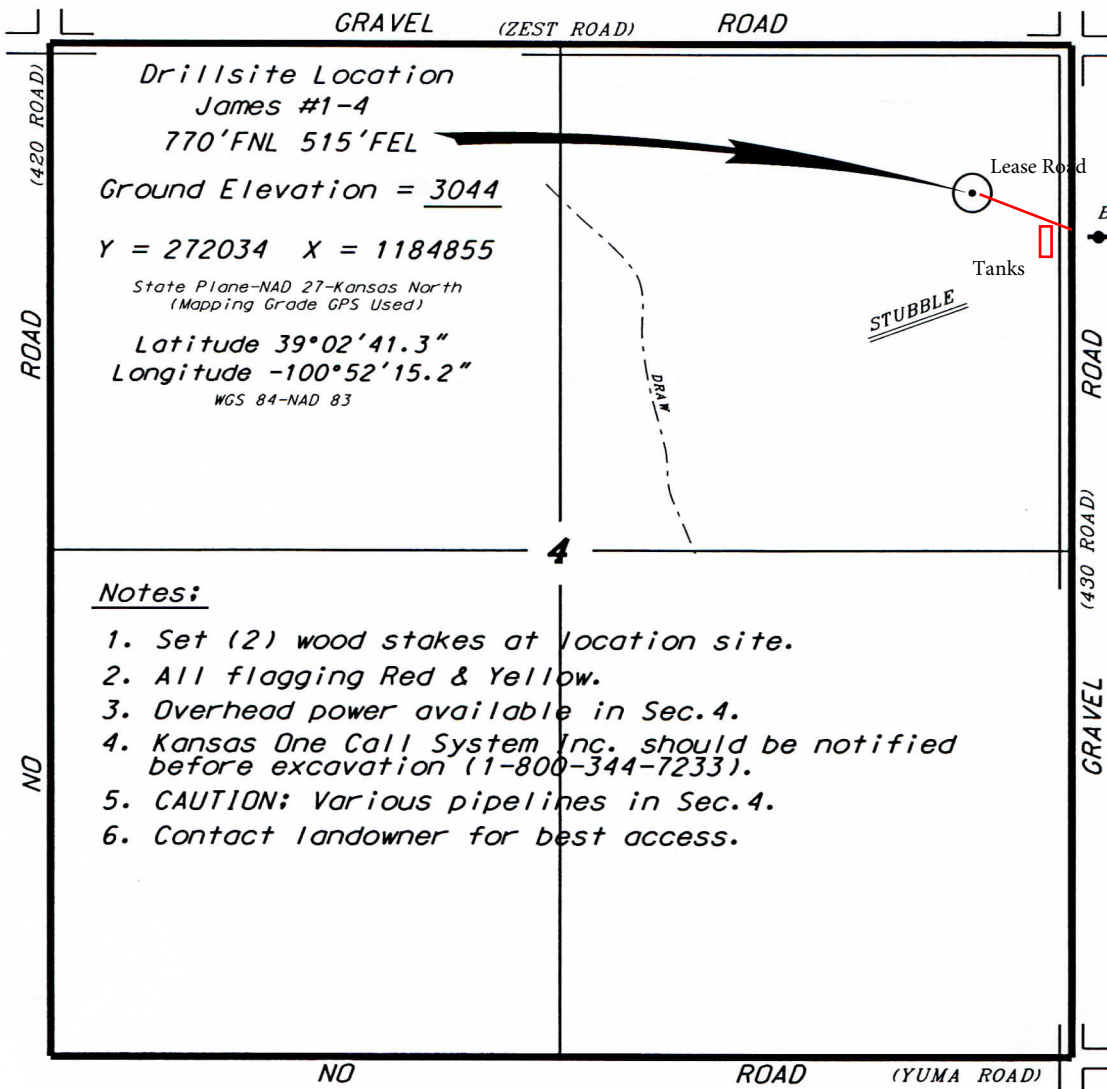 GRAVEL (ZEST ROAD) ROAD
(420 ROAD)
ROAD
NO
Drillsite Location
James #1-4
770'FNL 515'FEL
Ground Elevation = 3044
Y = 272034 X = 1184855
State Plane-NAD 27-Kansas North
(Mapping Grade GPS Used)
Latitude 39°02'41.3"
Longitude -100°52'15.2"
WGS 84-NAD 83
Lease Road
Tanks
STUBBLE
DRAW
ROAD
(430 ROAD)
GRAVEL
4
Notes:
1. Set (2) wood stakes at location site.
2. All flagging Red & Yellow.
3. Overhead power available in Sec.4.
4. Kansas One Call System Inc. should be notified
before excavation (1-800-344-7233).
5. CAUTION: Various pipelines in Sec.4.
6. Contact landowner for best access.
NO ROAD (YUMA ROAD)